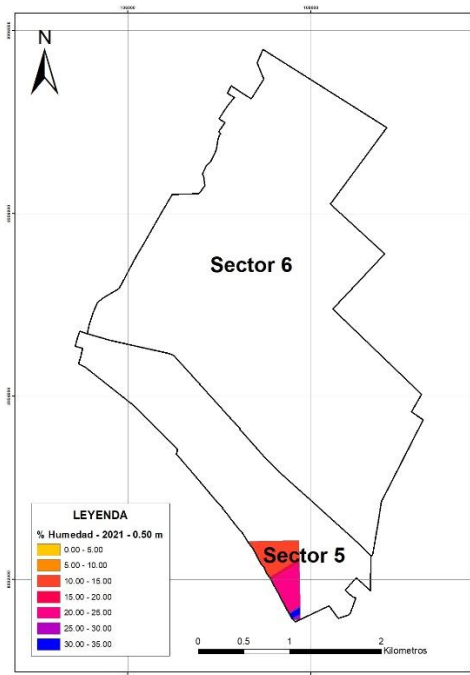 N
Sector 6
Sector 5
LEYENDA
% Humedad - 2021 - 0.50 m
0.00 - 5.00
5.00 - 10.00
10.00 - 15.00
15.00 - 20.00
20.00 - 25.00
25.00 - 30.00
30.00 - 35.00
0 0.5 1 2
Kilometros